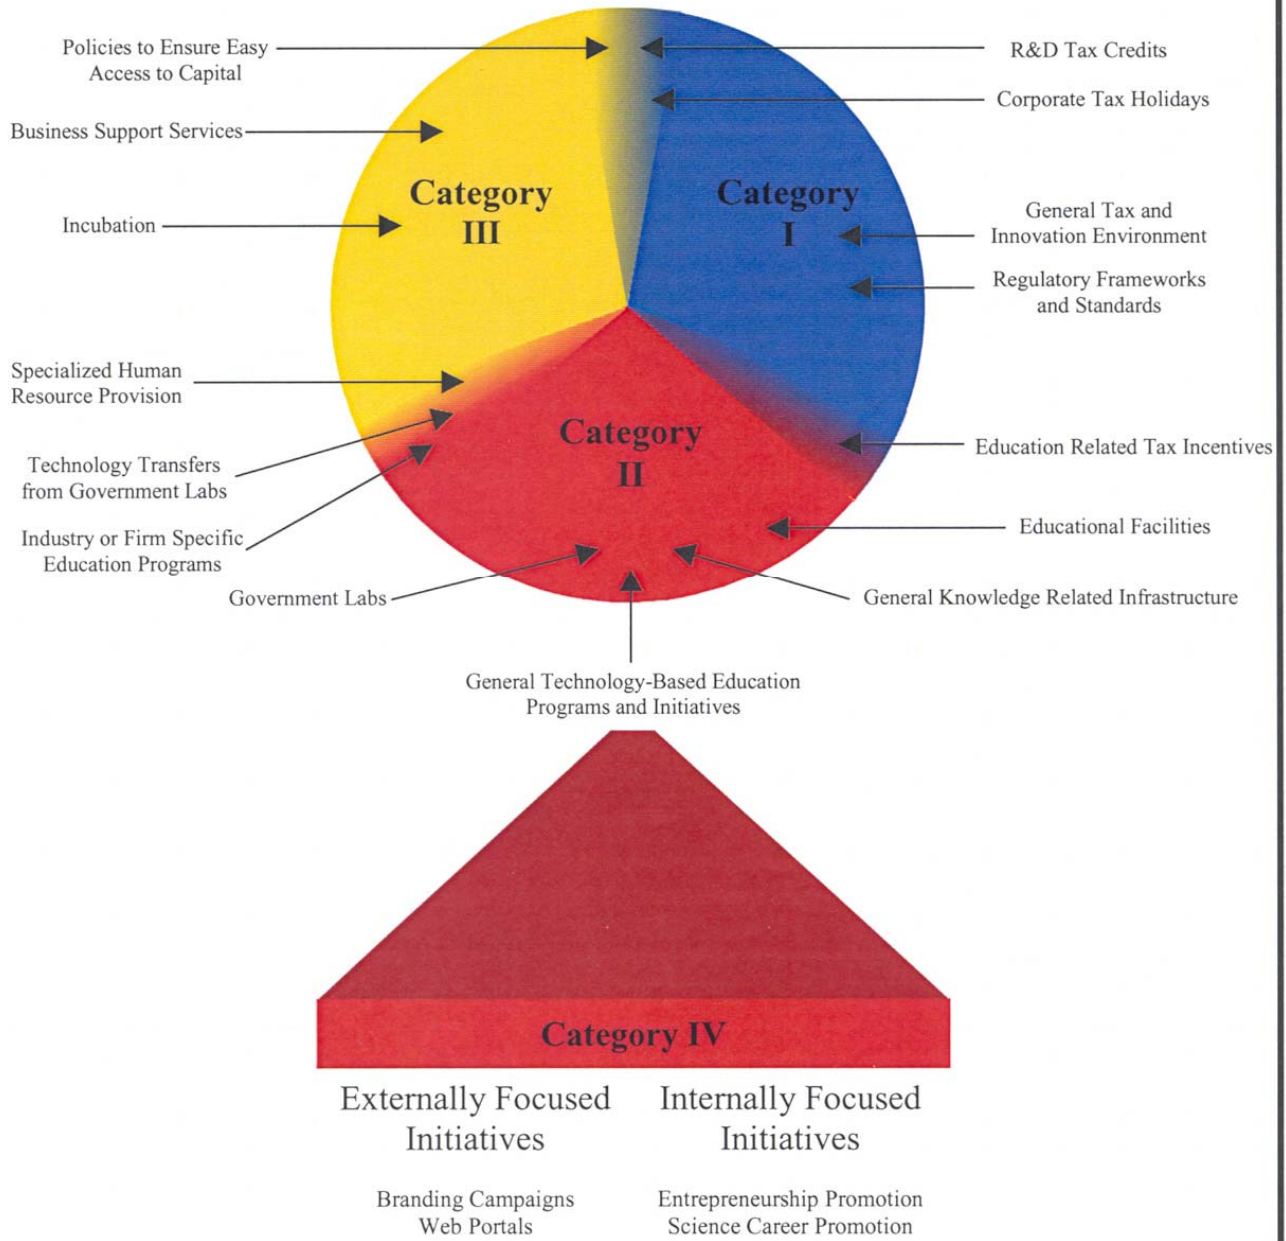 Policies to Ensure Easy
Access to Capital
R&D Tax Credits
Corporate Tax Holidays
Business Support Services
Category
III
Category
I
Incubation
General Tax and
Innovation Environment
Regulatory Frameworks
and Standards
Specialized Human
Resource Provision
Category
II
Technology Transfers
from Government Labs
Education Related Tax Incentives
Industry or Firm Specific
Education Programs
Educational Facilities
Government Labs
General Knowledge Related Infrastructure
General Technology-Based Education
Programs and Initiatives
Category IV
Externally Focused
Initiatives
Internally Focused
Initiatives
Branding Campaigns
Web Portals
Entrepreneurship Promotion
Science Career Promotion